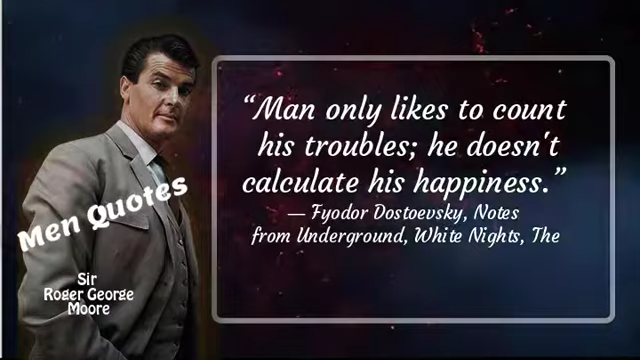 “Man only likes to count
his troubles; he doesn't
calculate his happiness.”
— Fyodor Dostoevsky, Notes
from Underground, White Nights, The
Men Quotes
Sir
Roger George
Moore